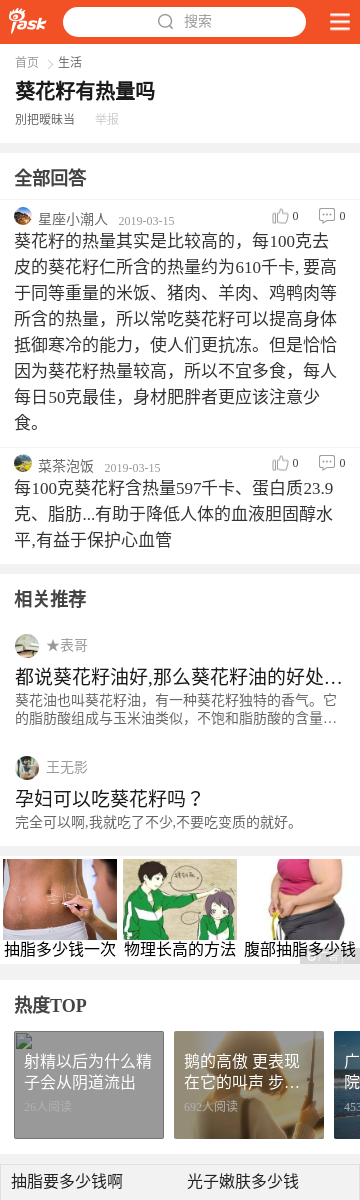 iask
搜索
首页 > 生活
葵花籽有热量吗
別把暧昧当 举报
全部回答
星座小潮人 2019-03-15 0 0
葵花籽的热量其实是比较高的，每100克去
皮的葵花籽仁所含的热量约为610千卡, 要高
于同等重量的米饭、猪肉、羊肉、鸡鸭肉等
所含的热量，所以常吃葵花籽可以提高身体
抵御寒冷的能力，使人们更抗冻。但是恰恰
因为葵花籽热量较高，所以不宜多食，每人
每日50克最佳，身材肥胖者更应该注意少
食。
菜茶泡饭 2019-03-15 0 0
每100克葵花籽含热量597千卡、蛋白质23.9
克、脂肪...有助于降低人体的血液胆固醇水
平,有益于保护心血管
相关推荐
★表哥
都说葵花籽油好,那么葵花籽油的好处…
葵花油也叫葵花籽油，有一种葵花籽独特的香气。它
的脂肪酸组成与玉米油类似，不饱和脂肪酸的含量…
王无影
孕妇可以吃葵花籽吗？
完全可以啊,我就吃了不少,不要吃变质的就好。
抽脂多少钱一次 物理长高的方法 腹部抽脂多少钱
热度TOP
射精以后为什么精 鹅的高傲 更表现 广
子会从阴道流出 在它的叫声 步… 院
26人阅读 692人阅读 453
抽脂要多少钱啊 光子嫩肤多少钱